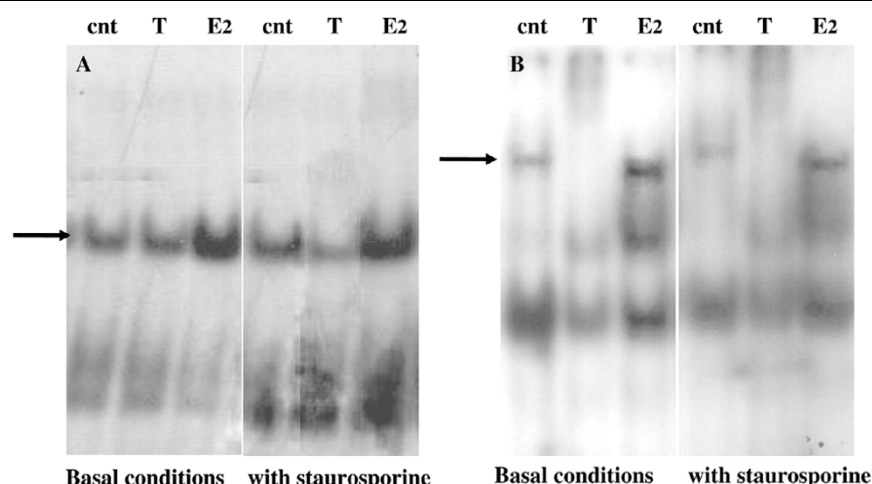 cnt T E2 cnt T E2 cnt T E2 cnt T E2
A B
Basal conditions with staurosporine Basal conditions with staurosporine